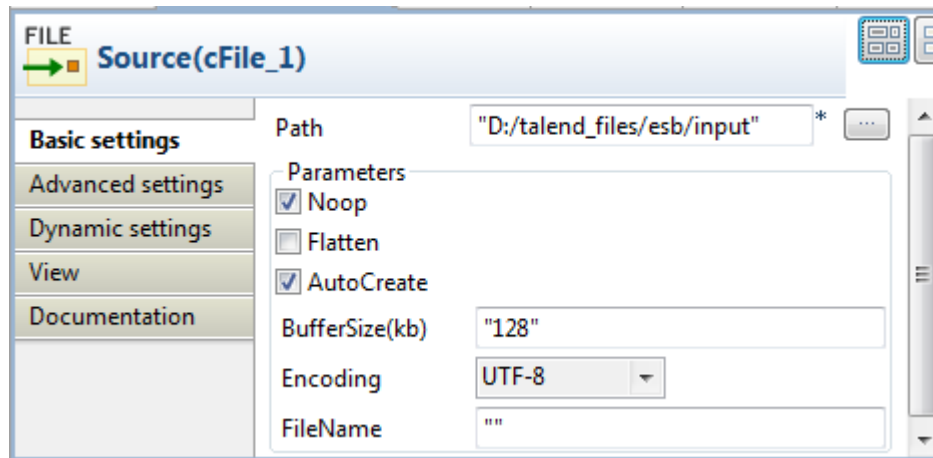 FILE
Source(cFile_1)
Basic settings
Advanced settings
Dynamic settings
View
Documentation
Path "D:/talend_files/esb/input" * ...
Parameters
Noop
Flatten
AutoCreate
BufferSize(kb) "128"
Encoding UTF-8
FileName ""